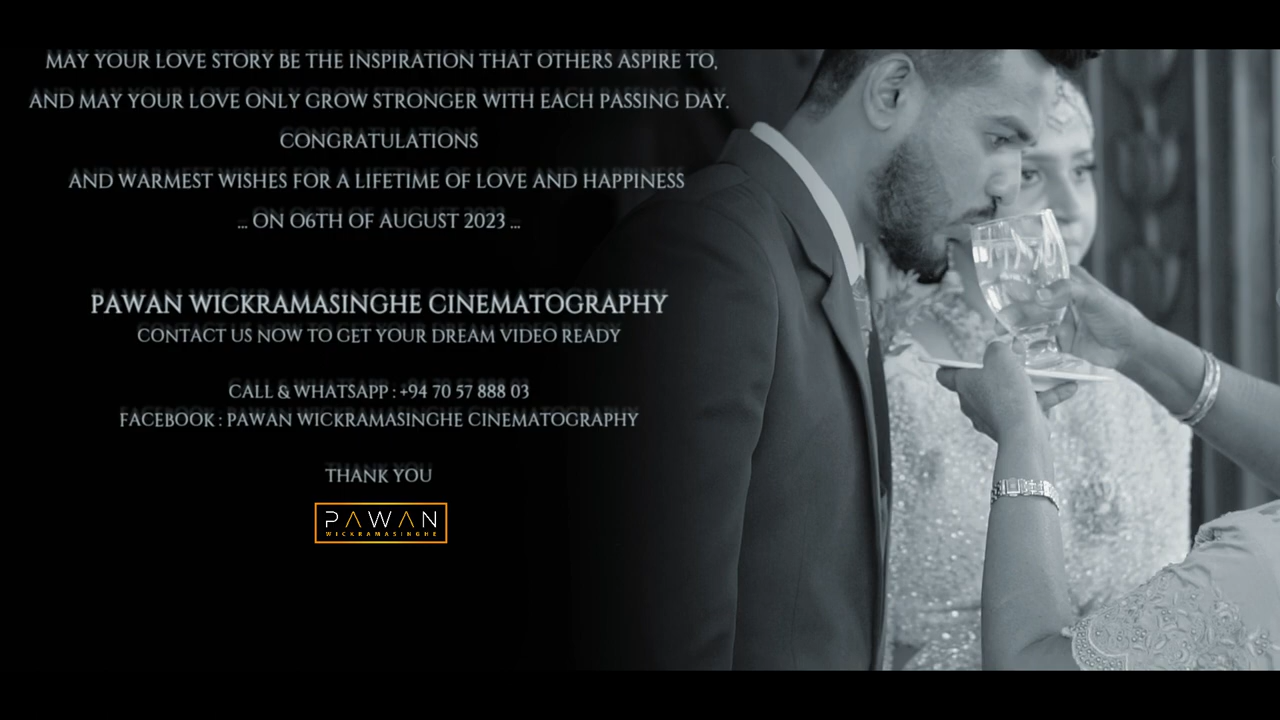 MAY YOUR LOVE STORY BE THE INSPIRATION THAT OTHERS ASPIRE TO,
AND MAY YOUR LOVE ONLY GROW STRONGER WITH EACH PASSING DAY.
CONGRATULATIONS
AND WARMEST WISHES FOR A LIFETIME OF LOVE AND HAPPINESS
... ON 06TH OF AUGUST 2023 ...
PAWAN WICKRAMASINGHE CINEMATOGRAPHY
CONTACT US NOW TO GET YOUR DREAM VIDEO READY
CALL & WHATSAPP : +94 70 57 888 03
FACEBOOK : PAWAN WICKRAMASINGHE CINEMATOGRAPHY
THANK YOU
PAWAN
WICKRAMASINGHE